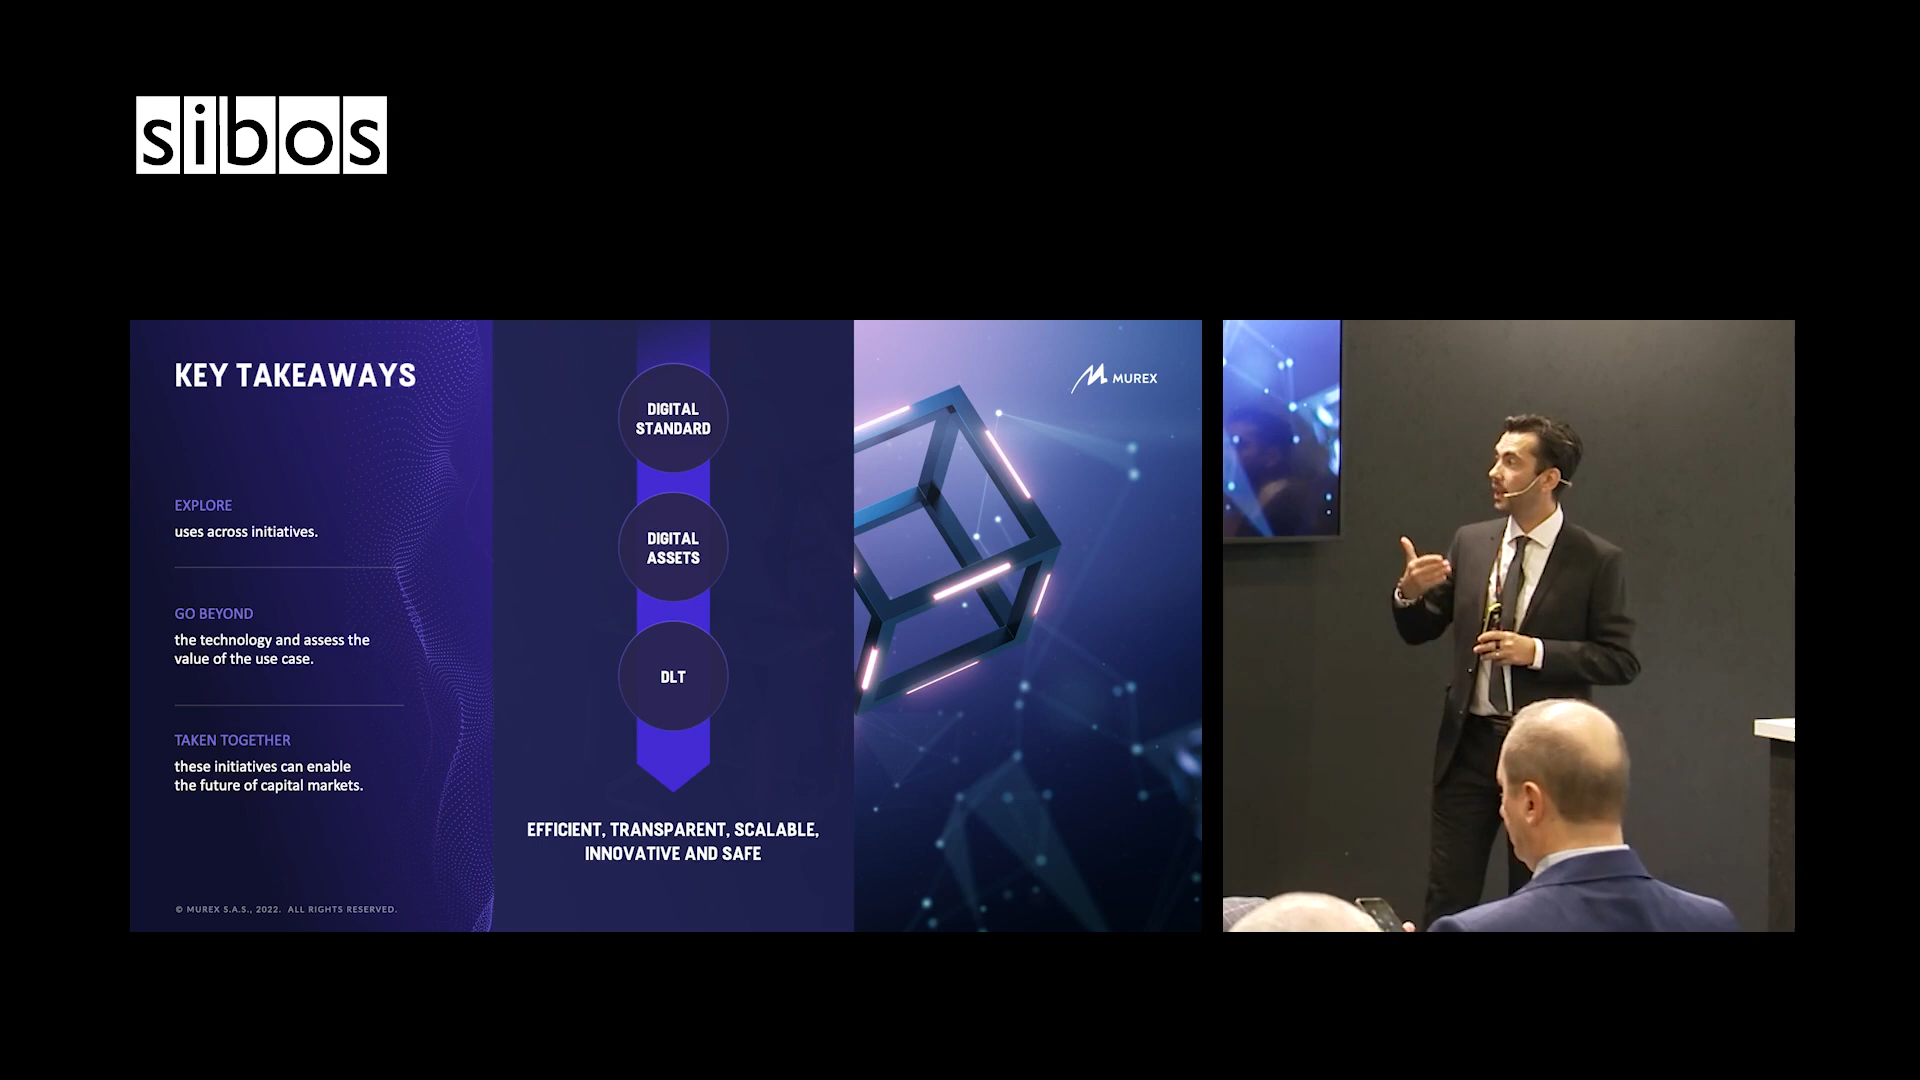 sibos
KEY TAKEAWAYS
EXPLORE
uses across initiatives.
GO BEYOND
the technology and assess the
value of the use case.
TAKEN TOGETHER
these initiatives can enable
the future of capital markets.
© MUREX S.A.S., 2022. ALL RIGHTS RESERVED.
DIGITAL
STANDARD
DIGITAL
ASSETS
DLT
EFFICIENT, TRANSPARENT, SCALABLE,
INNOVATIVE AND SAFE
MUREX